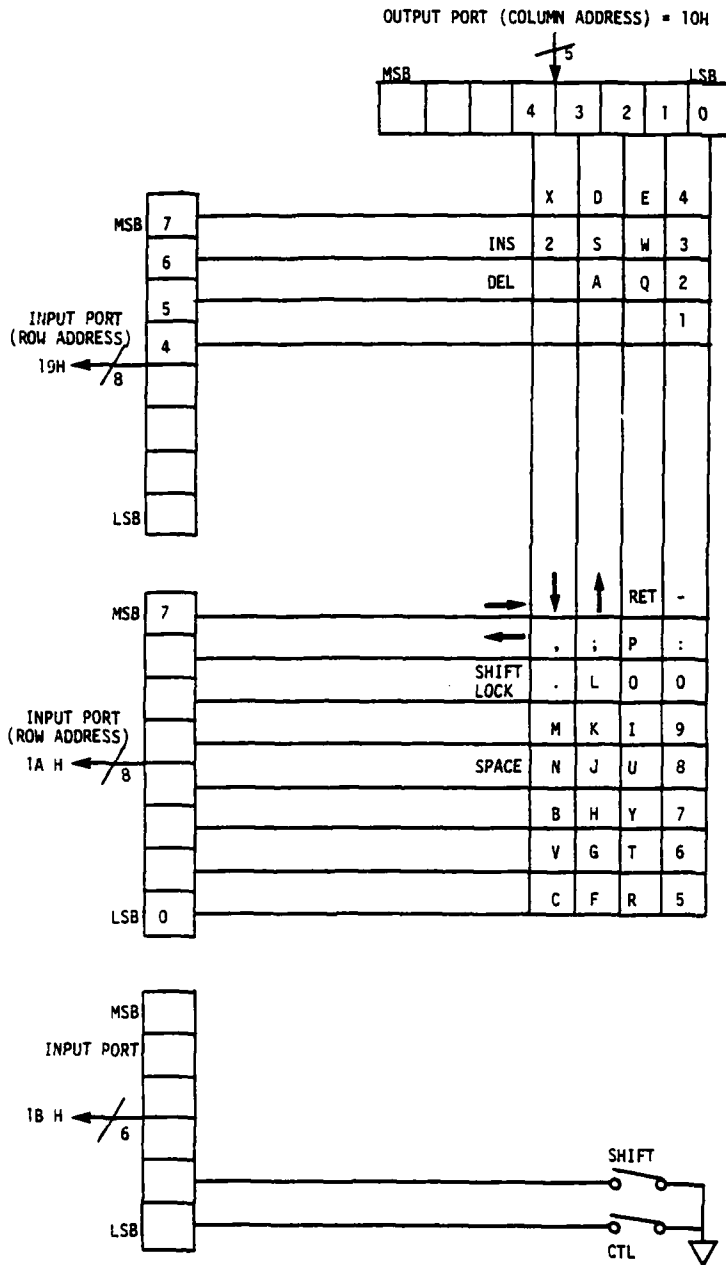 OUTPUT PORT (COLUMN ADDRESS) = 10H
5
MSB LSB
4 3 2 1 0
X D E 4
MSB 7
INS 2 S W 3
6
DEL A Q 2
5
1
INPUT PORT
(ROW ADDRESS)
4
19H
8
LSB
RET -
MSB 7
, ; P :
SHIFT
LOCK
. L O 0
M K I 9
INPUT PORT
(ROW ADDRESS)
1A H
8
SPACE N J U 8
B H Y 7
V G T 6
C F R 5
LSB 0
MSB
INPUT PORT
1B H
6
SHIFT
LSB
CTL